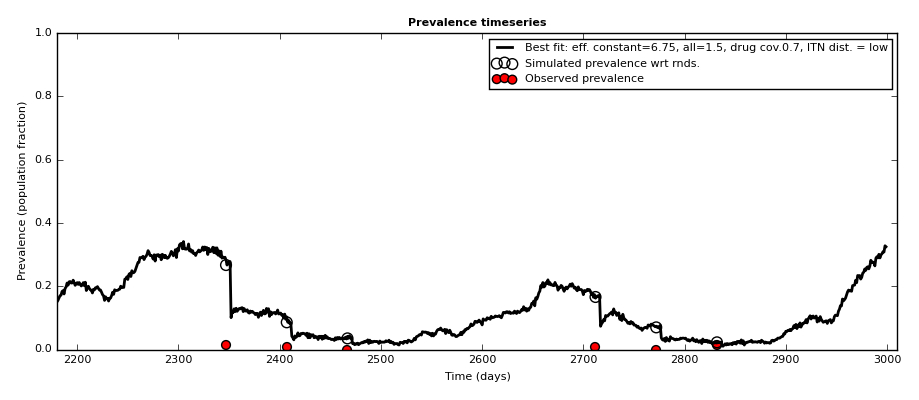 Prevalence timeseries
Best fit: eff. constant=6.75, all=1.5, drug cov.0.7, ITN dist. = low
Simulated prevalence wrt rnds.
Observed prevalence
Prevalence (population fraction)
1.0
0.8
0.6
0.4
0.2
0.0
2200 2300 2400 2500 2600 2700 2800 2900 3000
Time (days)